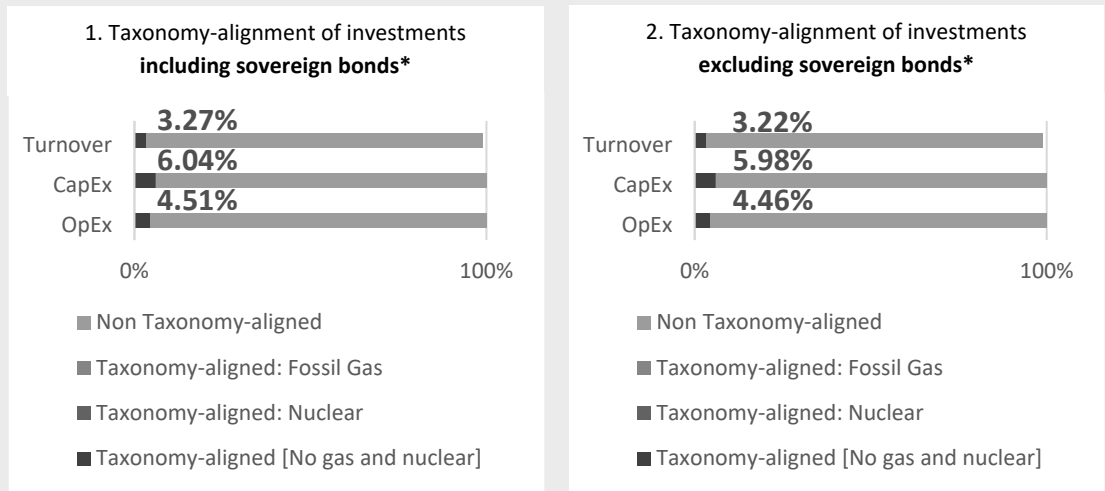 1. Taxonomy-alignment of investments
including sovereign bonds*
3.27%
Turnover
6.04%
CapEx
4.51%
OpEx
0%
100%
Non Taxonomy-aligned
Taxonomy-aligned: Fossil Gas
Taxonomy-aligned: Nuclear
Taxonomy-aligned [No gas and nuclear]
2. Taxonomy-alignment of investments
excluding sovereign bonds*
3.22%
Turnover
5.98%
CapEx
4.46%
OpEx
0%
100%
Non Taxonomy-aligned
Taxonomy-aligned: Fossil Gas
Taxonomy-aligned: Nuclear
Taxonomy-aligned [No gas and nuclear]